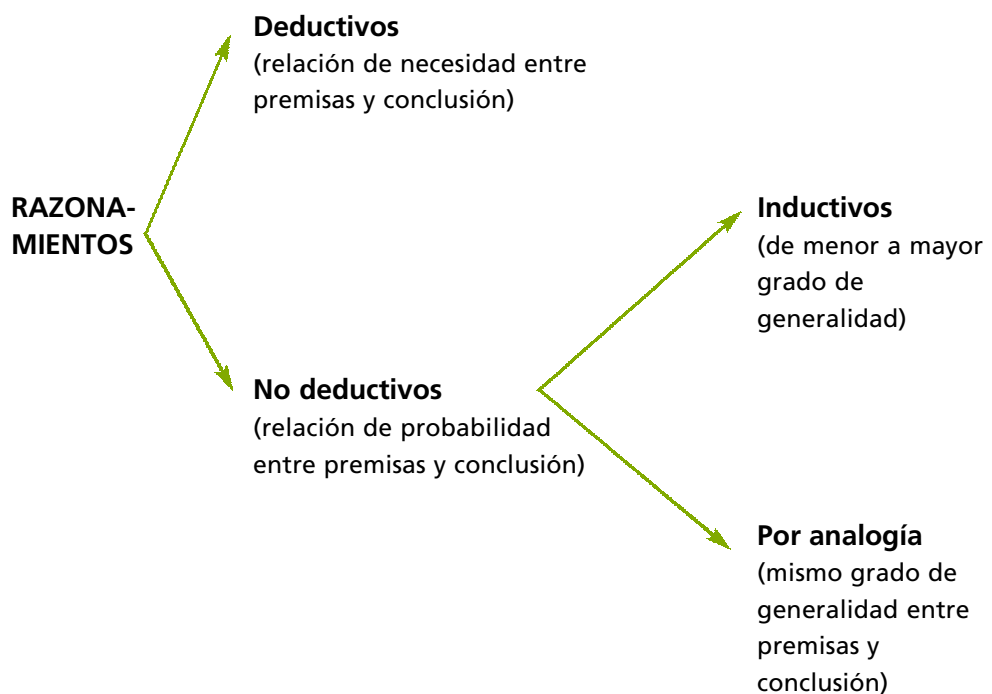 Deductivos
(relación de necesidad entre
premisas y conclusión)
RAZONA-
MIENTOS
Inductivos
(de menor a mayor
grado de
generalidad)
No deductivos
(relación de probabilidad
entre premisas y conclusión)
Por analogía
(mismo grado de
generalidad entre
premisas y
conclusión)